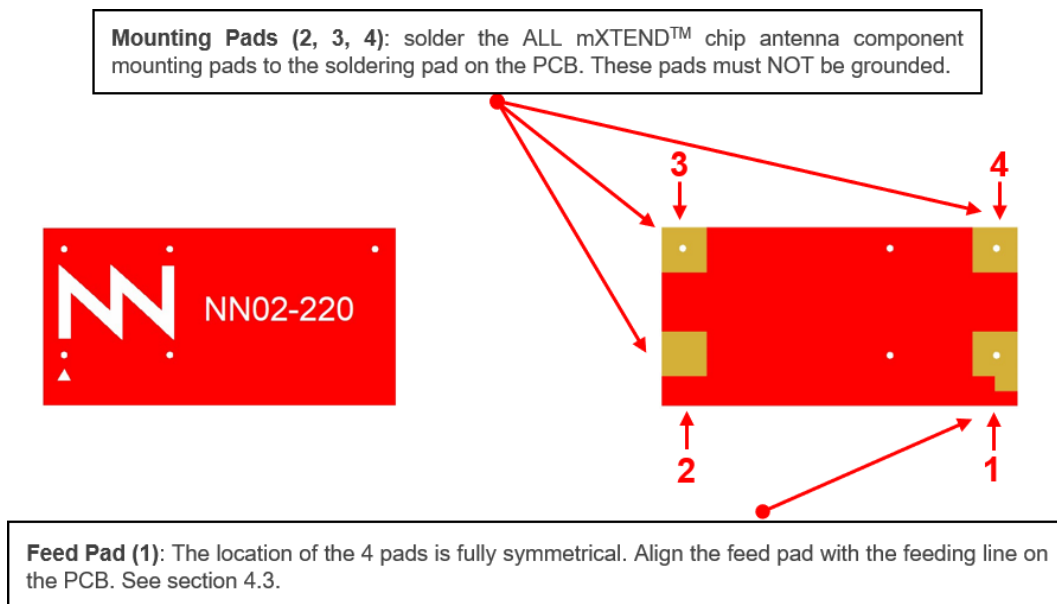 Mounting Pads (2, 3, 4): solder the ALL mXTEND™ chip antenna component
mounting pads to the soldering pad on the PCB. These pads must NOT be grounded.
3
4
NN02-220
2
1
Feed Pad (1): The location of the 4 pads is fully symmetrical. Align the feed pad with the feeding line on
the PCB. See section 4.3.